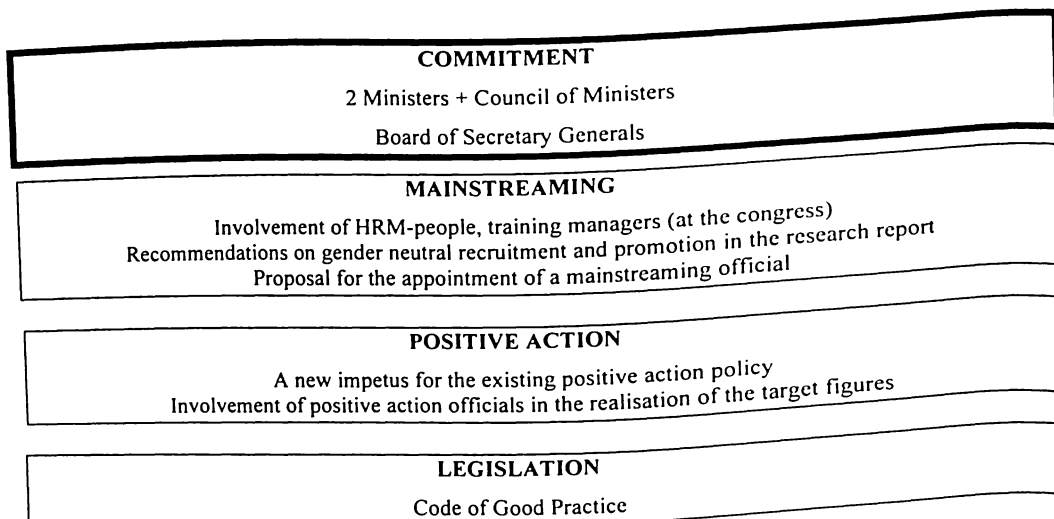 COMMITMENT
2 Ministers + Council of Ministers
Board of Secretary Generals
MAINSTREAMING
Involvement of HRM-people, training managers (at the congress)
Recommendations on gender neutral recruitment and promotion in the research report
Proposal for the appointment of a mainstreaming official
POSITIVE ACTION
A new impetus for the existing positive action policy
Involvement of positive action officials in the realisation of the target figures
LEGISLATION
Code of Good Practice